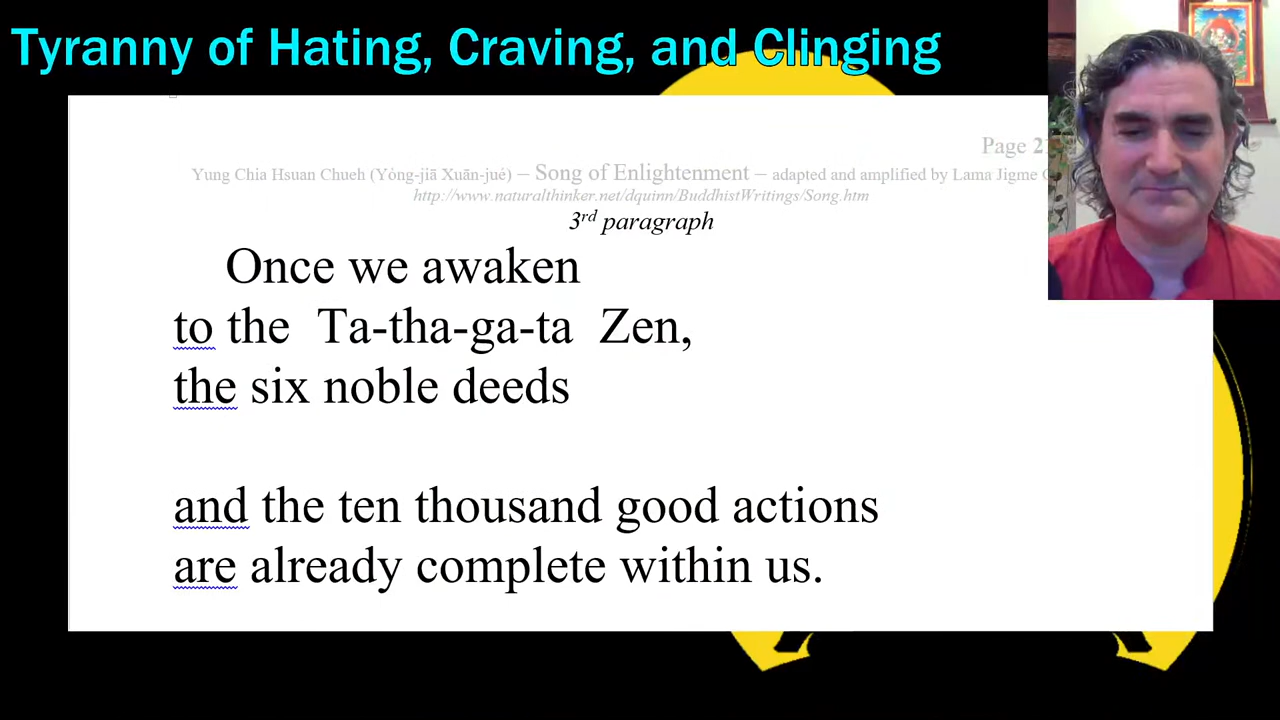 Tyranny of Hating, Craving, and Clinging
Page
Yung Chia Hsuan Chueh (Yòng-jiā Xuān-jué) – Song of Enlightenment – adapted and amplified by Lama Jigme
http://www.naturalthinker.net/dquinn/BuddhistWritings/Song.htm
3rd paragraph
Once we awaken
to the Ta-tha-ga-ta Zen,
the six noble deeds
and the ten thousand good actions
are already complete within us.